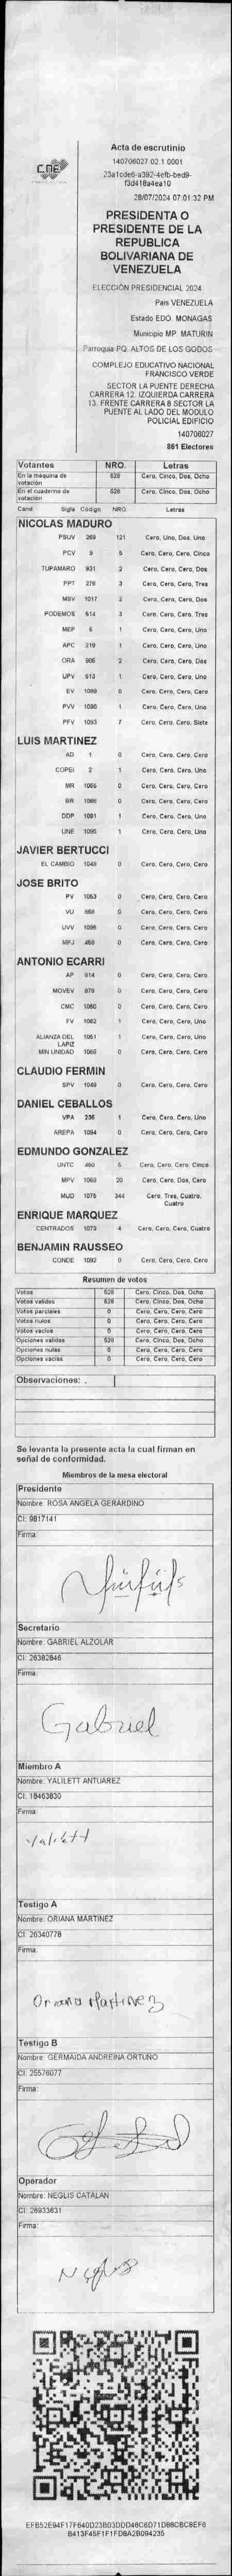 CNE
Acta de escrutinio
140706027.02.1.0001
23a1cde6-a392-4efb-bed9-
f3d418a4ea10
28/07/2024 07:01:32 PM
PRESIDENTA O
PRESIDENTE DE LA
REPUBLICA
BOLIVARIANA DE
VENEZUELA
ELECCIÓN PRESIDENCIAL 2024
País VENEZUELA
Estado EDO. MONAGAS
Municipio MP. MATURIN
Parroquia PQ. ALTOS DE LOS GODOS
COMPLEJO EDUCATIVO NACIONAL
FRANCISCO VERDE
SECTOR LA PUENTE DERECHA
CARRERA 12. IZQUIERDA CARRERA
13. FRENTE CARRERA 8 SECTOR LA
PUENTE AL LADO DEL MODULO
POLICIAL EDIFICIO
140706027
861 Electores
Votantes NRO. Letras
En la maquina de votación 528 Cero, Cinco, Dos, Ocho
En el cuaderno de votación 528 Cero, Cinco, Dos, Ocho
Cand. Sigla Código NRO. Letras
NICOLAS MADURO
PSUV 269 121 Cero, Uno, Dos, Uno
PCV 9 5 Cero, Cero, Cero, Cinco
TUPAMARO 931 2 Cero, Cero, Cero, Dos
PPT 276 3 Cero, Cero, Cero, Tres
MSV 1017 2 Cero, Cero, Cero, Dos
PODEMOS 514 3 Cero, Cero, Cero, Tres
MEP 6 1 Cero, Cero, Cero, Uno
APC 219 1 Cero, Cero, Cero, Uno
ORA 906 2 Cero, Cero, Cero, Dos
UPV 513 1 Cero, Cero, Cero, Uno
EV 1089 0 Cero, Cero, Cero, Cero
PVV 1090 1 Cero, Cero, Cero, Uno
PFV 1093 7 Cero, Cero, Cero, Siete
LUIS MARTINEZ
AD 1 0 Cero, Cero, Cero, Cero
COPEI 2 1 Cero, Cero, Cero, Uno
MR 1065 0 Cero, Cero, Cero, Cero
BR 1066 0 Cero, Cero, Cero, Cero
DDP 1091 1 Cero, Cero, Cero, Uno
UNE 1095 1 Cero, Cero, Cero, Uno
JAVIER BERTUCCI
EL CAMBIO 1048 0 Cero, Cero, Cero, Cero
JOSE BRITO
PV 1053 0 Cero, Cero, Cero, Cero
VU 868 0 Cero, Cero, Cero, Cero
UVV 1096 0 Cero, Cero, Cero, Cero
MPJ 468 0 Cero, Cero, Cero, Cero
ANTONIO ECARRI
AP 914 0 Cero, Cero, Cero, Cero
MOVEV 979 0 Cero, Cero, Cero, Cero
CMC 1060 0 Cero, Cero, Cero, Cero
FV 1062 1 Cero, Cero, Cero, Uno
ALIANZA DEL LAPIZ 1051 1 Cero, Cero, Cero, Uno
MIN UNIDAD 1068 0 Cero, Cero, Cero, Cero
CLAUDIO FERMIN
SPV 1049 0 Cero, Cero, Cero, Cero
DANIEL CEBALLOS
VPA 236 1 Cero, Cero, Cero, Uno
AREPA 1094 0 Cero, Cero, Cero, Cero
EDMUNDO GONZALEZ
UNTC 460 5 Cero, Cero, Cero, Cinco
MPV 1069 20 Cero, Cero, Dos, Cero
MUD 1075 344 Cero, Tres, Cuatro, Cuatro
ENRIQUE MARQUEZ
CENTRADOS 1073 4 Cero, Cero, Cero, Cuatro
BENJAMIN RAUSSEO
CONDE 1092 0 Cero, Cero, Cero, Cero
Resumen de votos
Votos 528 Cero, Cinco, Dos, Ocho
Votos validos 528 Cero, Cinco, Dos, Ocho
Votos parciales 0 Cero, Cero, Cero, Cero
Votos nulos 0 Cero, Cero, Cero, Cero
Votos vacios 0 Cero, Cero, Cero, Cero
Opciones validas 528 Cero, Cinco, Dos, Ocho
Opciones nulas 0 Cero, Cero, Cero, Cero
Opciones vacias 0 Cero, Cero, Cero, Cero
Observaciones: .
Se levanta la presente acta la cual firman en
señal de conformidad.
Miembros de la mesa electoral
Presidente
Nombre: ROSA ANGELA GERARDINO
CI: 9817141
Firma:
Secretario
Nombre: GABRIEL ALZOLAR
CI: 26382846
Firma:
Gabriel
Miembro A
Nombre: YALILETT ANTUAREZ
CI: 18463830
Firma:
Yalilett
Testigo A
Nombre: ORIANA MARTINEZ
CI: 26340778
Firma:
Oriana Martinez
Testigo B
Nombre: GERMAIDA ANDREINA ORTUNO
CI: 25576077
Firma:
Operador
Nombre: NEGLIS CATALAN
CI: 26933631
Firma:
EFB52E94F17F640D23B03DDD46C6D71D88CBC8EF6
B413F45F1F1FD8A2B094235